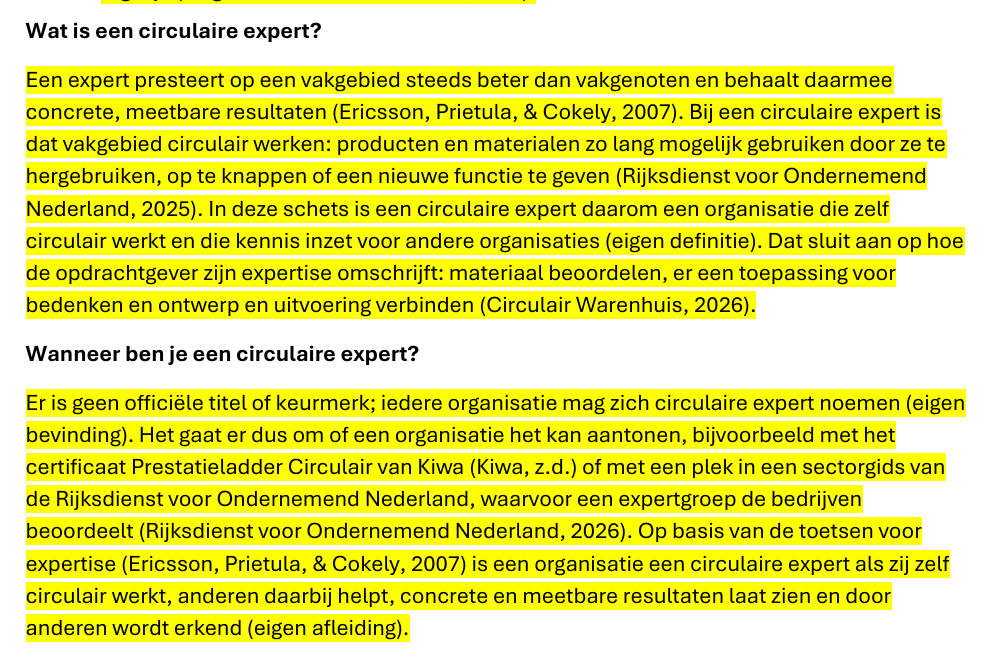 Wat is een circulaire expert?
Een expert presteert op een vakgebied steeds beter dan vakgenoten en behaalt daarmee
concrete, meetbare resultaten (Ericsson, Prietula, & Cokely, 2007). Bij een circulaire expert is
dat vakgebied circulair werken: producten en materialen zo lang mogelijk gebruiken door ze te
hergebruiken, op te knappen of een nieuwe functie te geven (Rijksdienst voor Ondernemend
Nederland, 2025). In deze schets is een circulaire expert daarom een organisatie die zelf
circulair werkt en die kennis inzet voor andere organisaties (eigen definitie). Dat sluit aan op hoe
de opdrachtgever zijn expertise omschrijft: materiaal beoordelen, er een toepassing voor
bedenken en ontwerp en uitvoering verbinden (Circulair Warenhuis, 2026).
Wanneer ben je een circulaire expert?
Er is geen officiële titel of keurmerk; iedere organisatie mag zich circulaire expert noemen (eigen
bevinding). Het gaat er dus om of een organisatie het kan aantonen, bijvoorbeeld met het
certificaat Prestatieladder Circulair van Kiwa (Kiwa, z.d.) of met een plek in een sectorgids van
de Rijksdienst voor Ondernemend Nederland, waarvoor een expertgroep de bedrijven
beoordeelt (Rijksdienst voor Ondernemend Nederland, 2026). Op basis van de toetsen voor
expertise (Ericsson, Prietula, & Cokely, 2007) is een organisatie een circulaire expert als zij zelf
circulair werkt, anderen daarbij helpt, concrete en meetbare resultaten laat zien en door
anderen wordt erkend (eigen afleiding).